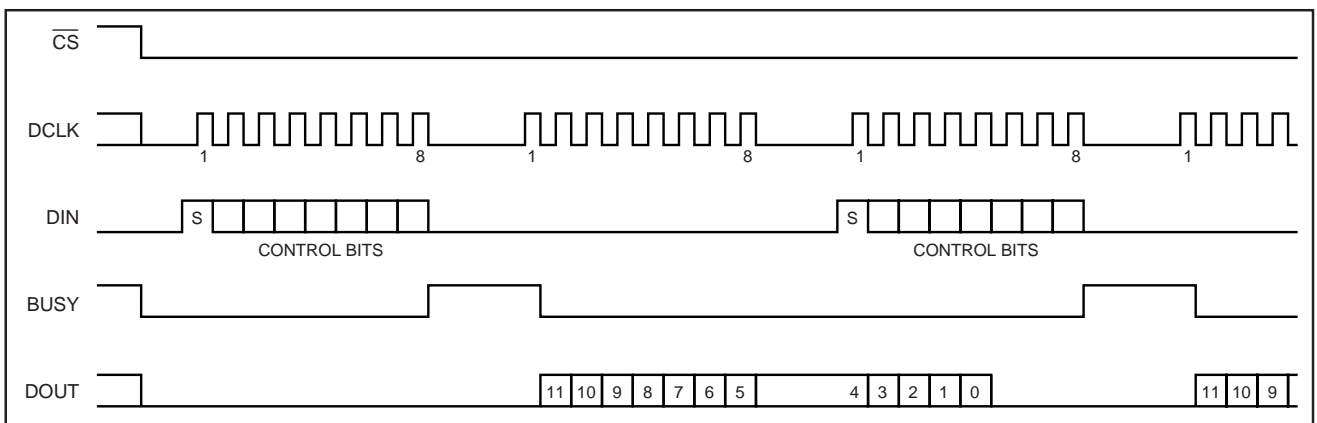 CS
DCLK
1 8 1 8 1 8 1
DIN
S S
CONTROL BITS CONTROL BITS
BUSY
DOUT
11 10 9 8 7 6 5 4 3 2 1 0 11 10 9